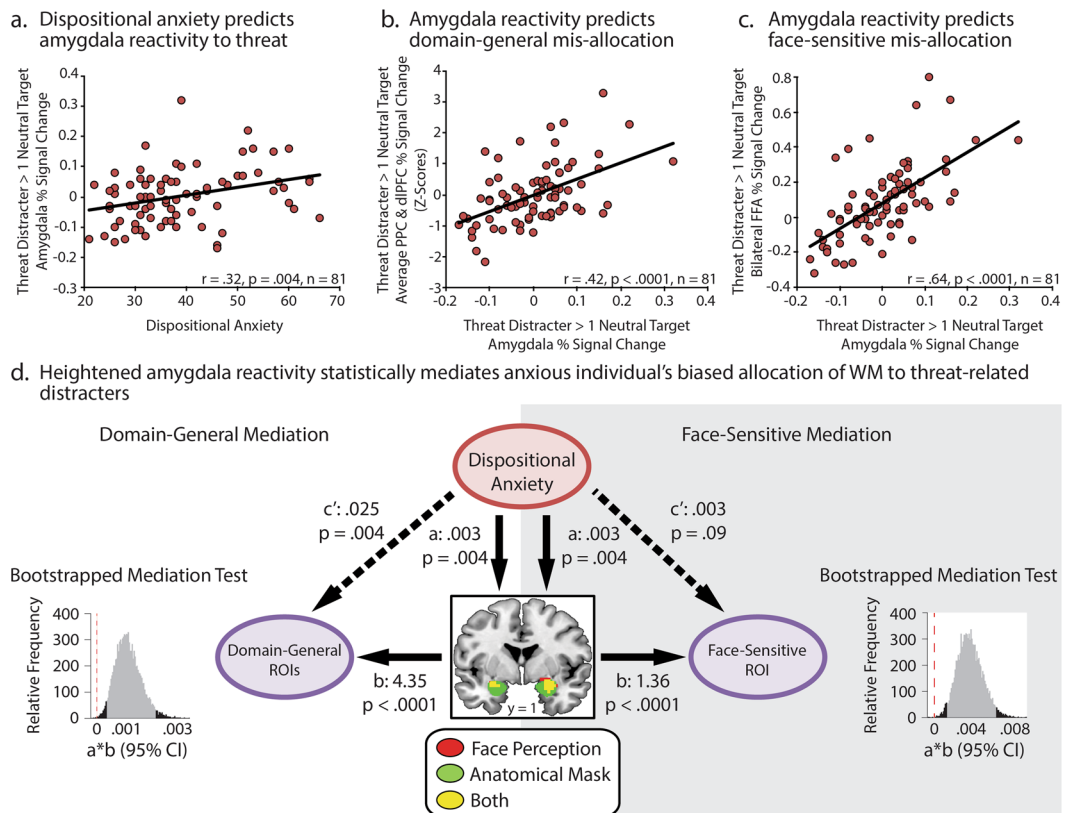 a. Dispositional anxiety predicts
amygdala reactivity to threat
Threat Distracter > 1 Neutral Target
Amygdala % Signal Change
0.4
0.3
0.2
0.1
0
-0.1
-0.2
-0.3
r = .32, p = .004, n = 81
20 30 40 50 60 70
Dispositional Anxiety
b. Amygdala reactivity predicts
domain-general mis-allocation
Threat Distracter > 1 Neutral Target
Average PPC & dlPFC % Signal Change
(Z-Scores)
4
3
2
1
0
-1
-2
-3
r = .42, p < .0001, n = 81
-0.2 -0.1 0 0.1 0.2 0.3 0.4
Threat Distracter > 1 Neutral Target
Amygdala % Signal Change
c. Amygdala reactivity predicts
face-sensitive mis-allocation
Threat Distracter > 1 Neutral Target
Bilateral FFA % Signal Change
0.8
0.6
0.4
0.2
0
-0.2
-0.4
r = .64, p < .0001, n = 81
-0.2 -0.1 0 0.1 0.2 0.3 0.4
Threat Distracter > 1 Neutral Target
Amygdala % Signal Change
d. Heightened amygdala reactivity statistically mediates anxious individual's biased allocation of WM to threat-related
distracters
Domain-General Mediation
Face-Sensitive Mediation
Dispositional
Anxiety
c': .025
p = .004
a: .003
p = .004
a: .003
p = .004
c': .003
p = .09
Bootstrapped Mediation Test
Relative Frequency
400
300
200
100
0
0 .001 .003
a*b (95% CI)
Domain-General
ROIs
b: 4.35
p < .0001
y = 1
b: 1.36
p < .0001
Face-Sensitive
ROI
Bootstrapped Mediation Test
Relative Frequency
400
300
200
100
0
0 .004 .008
a*b (95% CI)
Face Perception
Anatomical Mask
Both